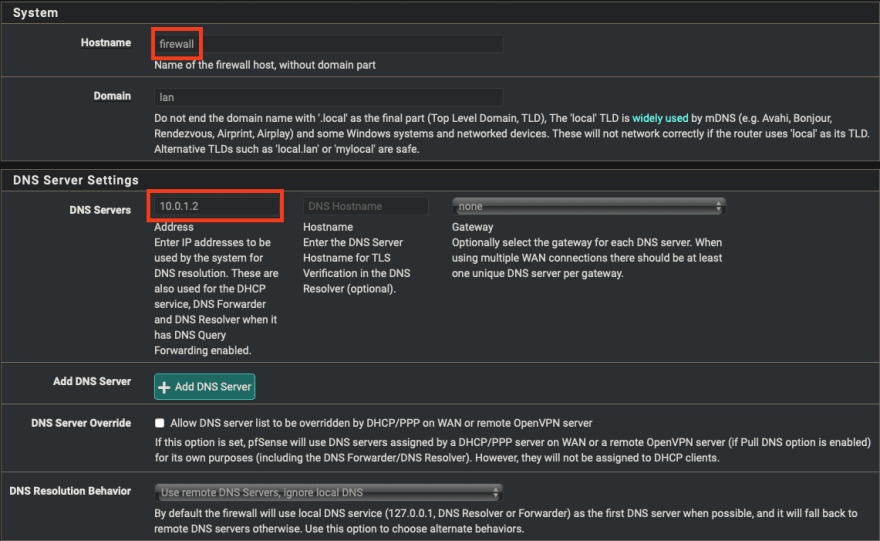 System
Hostname
firewall
Name of the firewall host, without domain part
Domain
lan
Do not end the domain name with '.local' as the final part (Top Level Domain, TLD), The 'local' TLD is widely used by mDNS (e.g. Avahi, Bonjour,
Rendezvous, Airprint, Airplay) and some Windows systems and networked devices. These will not network correctly if the router uses 'local' as its TLD.
Alternative TLDs such as 'local.lan' or 'mylocal' are safe.
DNS Server Settings
DNS Servers
10.0.1.2
Address
Enter IP addresses to be
used by the system for
DNS resolution. These are
also used for the DHCP
service, DNS Forwarder
and DNS Resolver when it
has DNS Query
Forwarding enabled.
DNS Hostname
Hostname
Enter the DNS Server
Hostname for TLS
Verification in the DNS
Resolver (optional).
none
Gateway
Optionally select the gateway for each DNS server. When
using multiple WAN connections there should be at least
one unique DNS server per gateway.
Add DNS Server
+ Add DNS Server
DNS Server Override
Allow DNS server list to be overridden by DHCP/PPP on WAN or remote OpenVPN server
If this option is set, pfSense will use DNS servers assigned by a DHCP/PPP server on WAN or a remote OpenVPN server (if Pull DNS option is enabled)
for its own purposes (including the DNS Forwarder/DNS Resolver). However, they will not be assigned to DHCP clients.
DNS Resolution Behavior
Use remote DNS Servers, ignore local DNS
By default the firewall will use local DNS service (127.0.0.1, DNS Resolver or Forwarder) as the first DNS server when possible, and it will fall back to
remote DNS servers otherwise. Use this option to choose alternate behaviors.